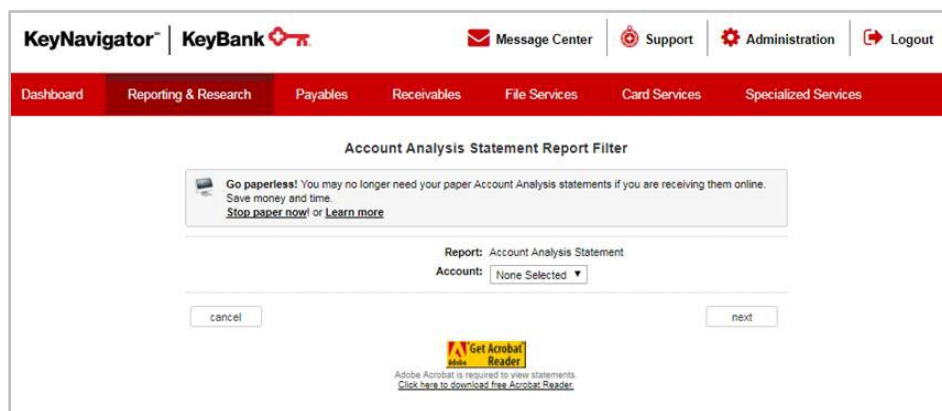 KeyNavigator℠ | KeyBank
Message Center
Support
Administration
Logout
Dashboard
Reporting & Research
Payables
Receivables
File Services
Card Services
Specialized Services
Account Analysis Statement Report Filter
Go paperless! You may no longer need your paper Account Analysis statements if you are receiving them online.
Save money and time.
Stop paper now! or Learn more
Report: Account Analysis Statement
Account: None Selected ▼
cancel
next
Get Acrobat
Adobe Reader
Adobe Acrobat is required to view statements.
Click here to download free Acrobat Reader.